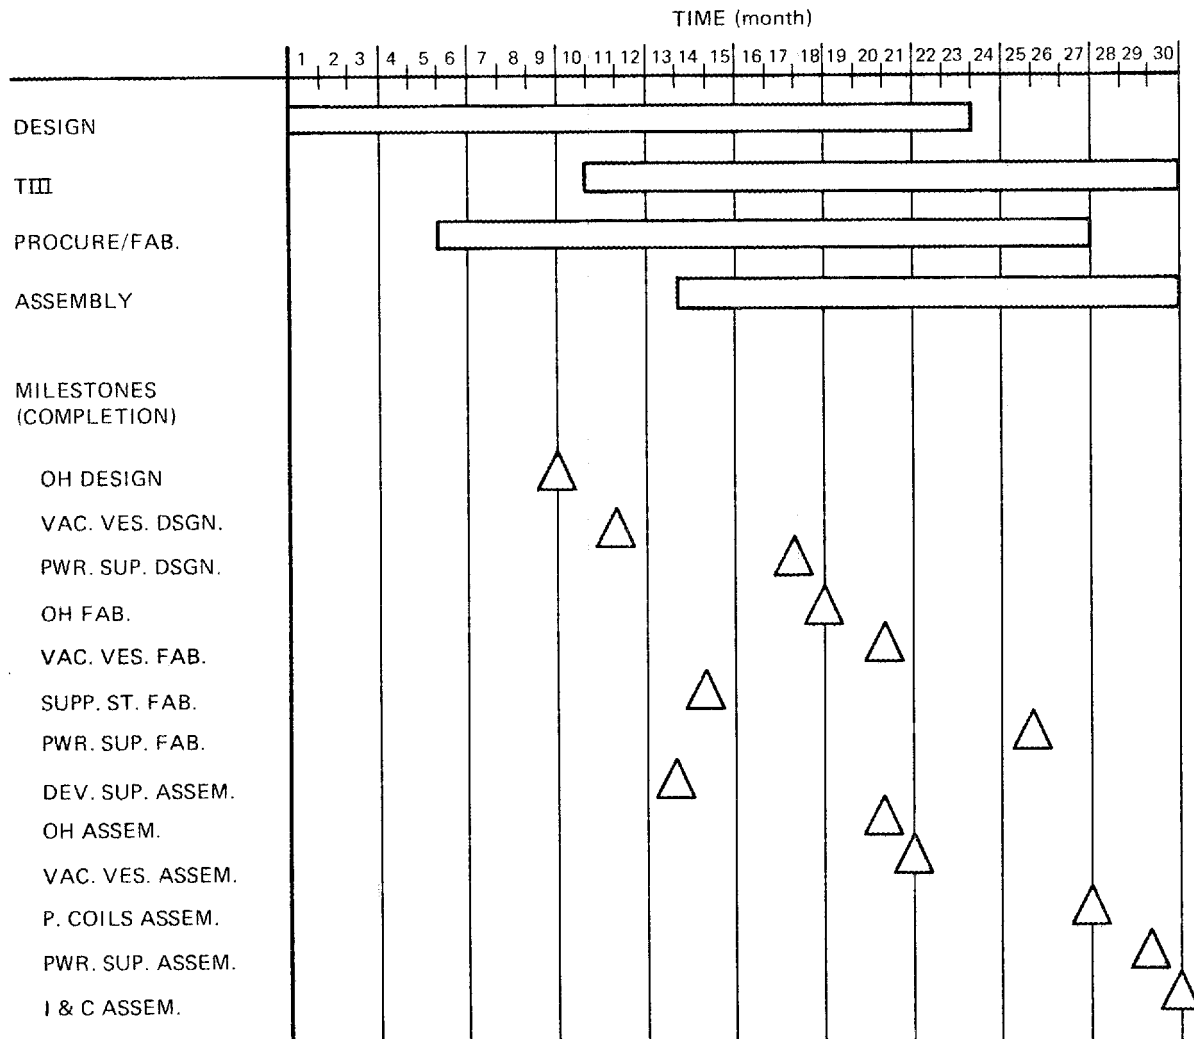 TIME (month)
1 2 3 4 5 6 7 8 9 10 11 12 13 14 15 16 17 18 19 20 21 22 23 24 25 26 27 28 29 30
DESIGN
TIII
PROCURE/FAB.
ASSEMBLY
MILESTONES
(COMPLETION)
OH DESIGN
VAC. VES. DSGN.
PWR. SUP. DSGN.
OH FAB.
VAC. VES. FAB.
SUPP. ST. FAB.
PWR. SUP. FAB.
DEV. SUP. ASSEM.
OH ASSEM.
VAC. VES. ASSEM.
P. COILS ASSEM.
PWR. SUP. ASSEM.
I & C ASSEM.